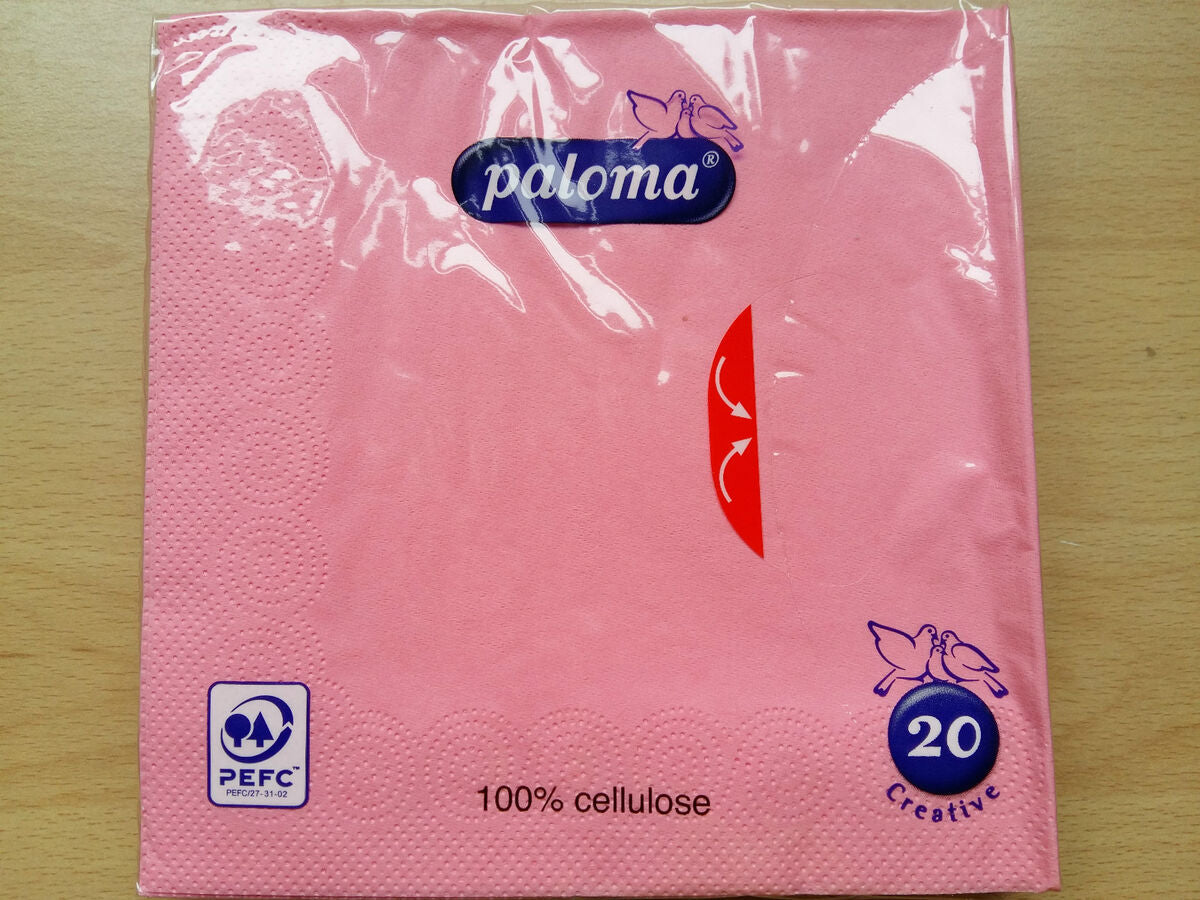 paloma®
20
Creative
PEFC™
PEFC/27-31-02
100% cellulose